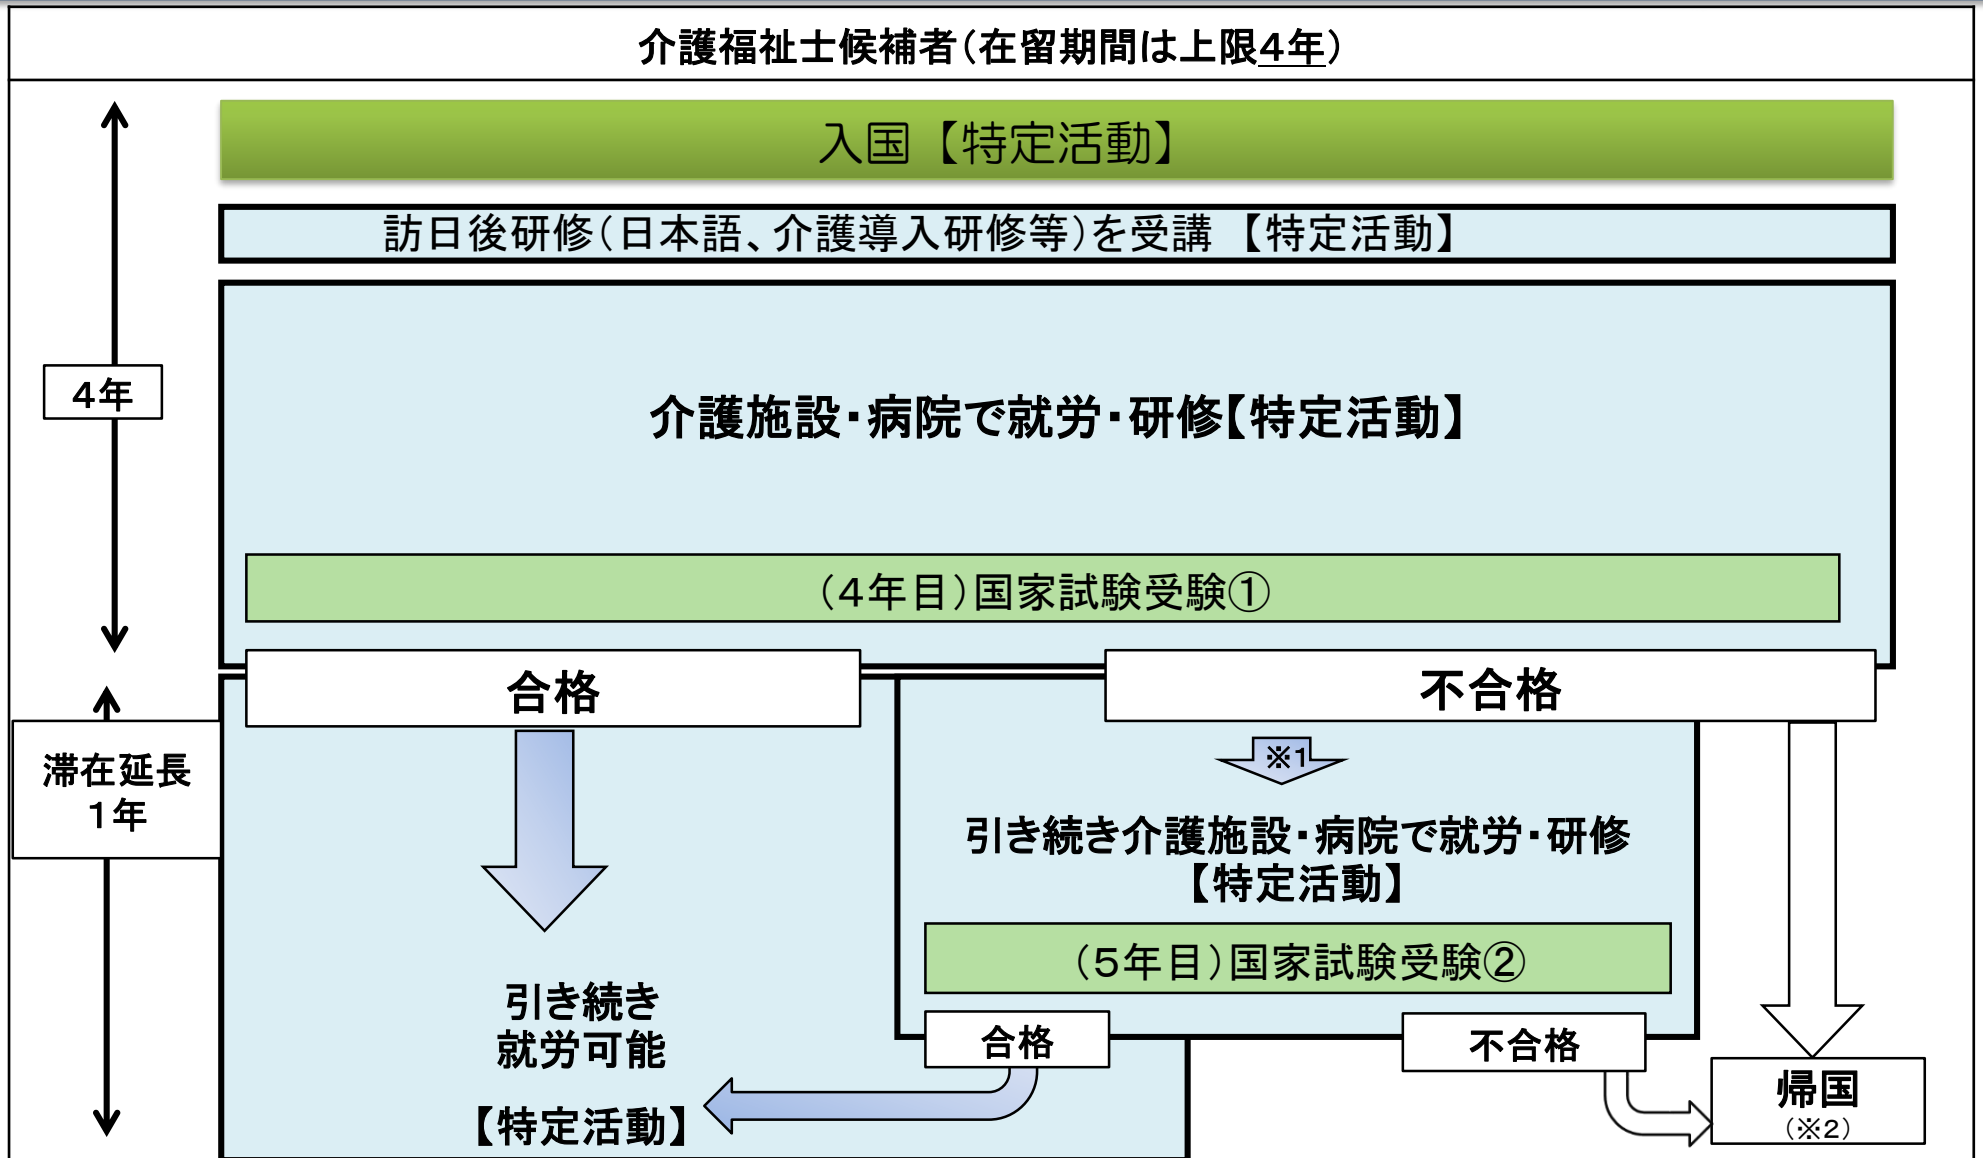 介護福祉士候補者（在留期間は上限４年）
入国【特定活動】
訪日後研修（日本語、介護導入研修等）を受講 【特定活動】
４年
介護施設・病院で就労・研修【特定活動】
（４年目）国家試験受験①
合格
不合格
滞在延長
１年
※1
引き続き介護施設・病院で就労・研修
【特定活動】
（５年目）国家試験受験②
引き続き
就労可能
【特定活動】
合格
不合格
帰国
（※２）